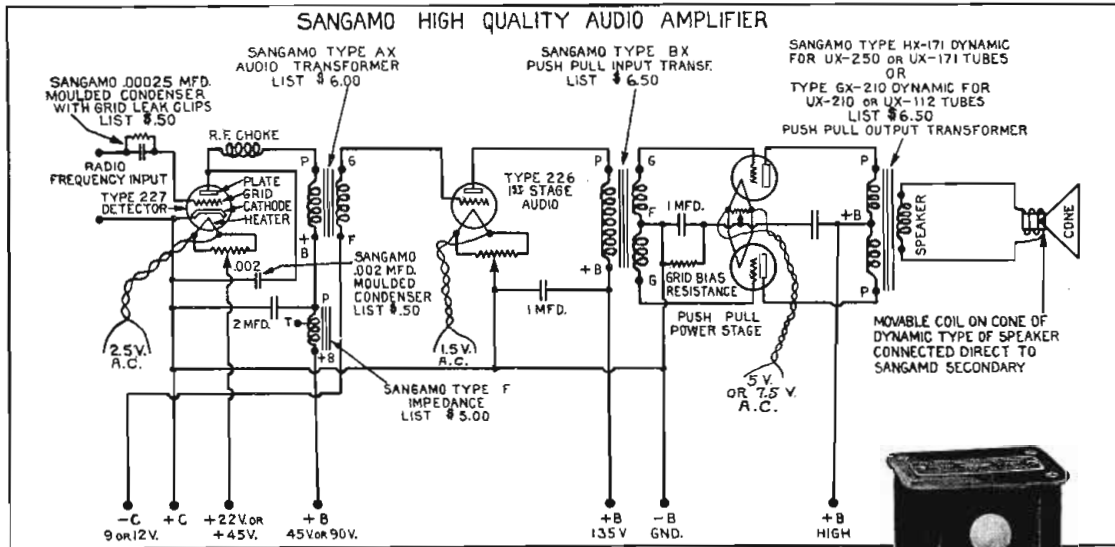 SANGAMO HIGH QUALITY AUDIO AMPLIFIER
SANGAMO TYPE AX
AUDIO TRANSFORMER
LIST $6.00
SANGAMO TYPE BX
PUSH PULL INPUT TRANSF.
LIST $6.50
SANGAMO TYPE HX-171 DYNAMIC
FOR UX-250 OR UX-171 TUBES
OR
TYPE GX-210 DYNAMIC FOR
UX-210 OR UX-112 TUBES
LIST $6.50
PUSH PULL OUTPUT TRANSFORMER
SANGAMO .00025 MFD.
MOULDED CONDENSER
WITH GRID LEAK CLIPS
LIST $.50
R.F. CHOKE
P
G
P
G
P
RADIO
FREQUENCY INPUT
TYPE 227
DETECTOR
PLATE
GRID
CATHODE
HEATER
TYPE 226
1ST STAGE
AUDIO
F
1 MFD.
+B
SPEAKER
CONE
+
B
F
.002
SANGAMO
.002 MFD.
MOULDED
CONDENSER
LIST $.50
+B
G
GRID BIAS
RESISTANCE
P
2 MFD.
P
T
+B
1 MFD.
PUSH PULL
POWER STAGE
MOVABLE COIL ON CONE OF
DYNAMIC TYPE OF SPEAKER
CONNECTED DIRECT TO
SANGAMO SECONDARY
2.5 V.
A.C.
1.5 V.
A.C.
5 V.
OR 7.5 V.
A.C.
SANGAMO TYPE F
IMPEDANCE
LIST $5.00
-C
9 OR 12V.
+C
+22V. OR
+45V.
+B
45V OR 90V.
+B
135V
-B
GND.
+B
HIGH